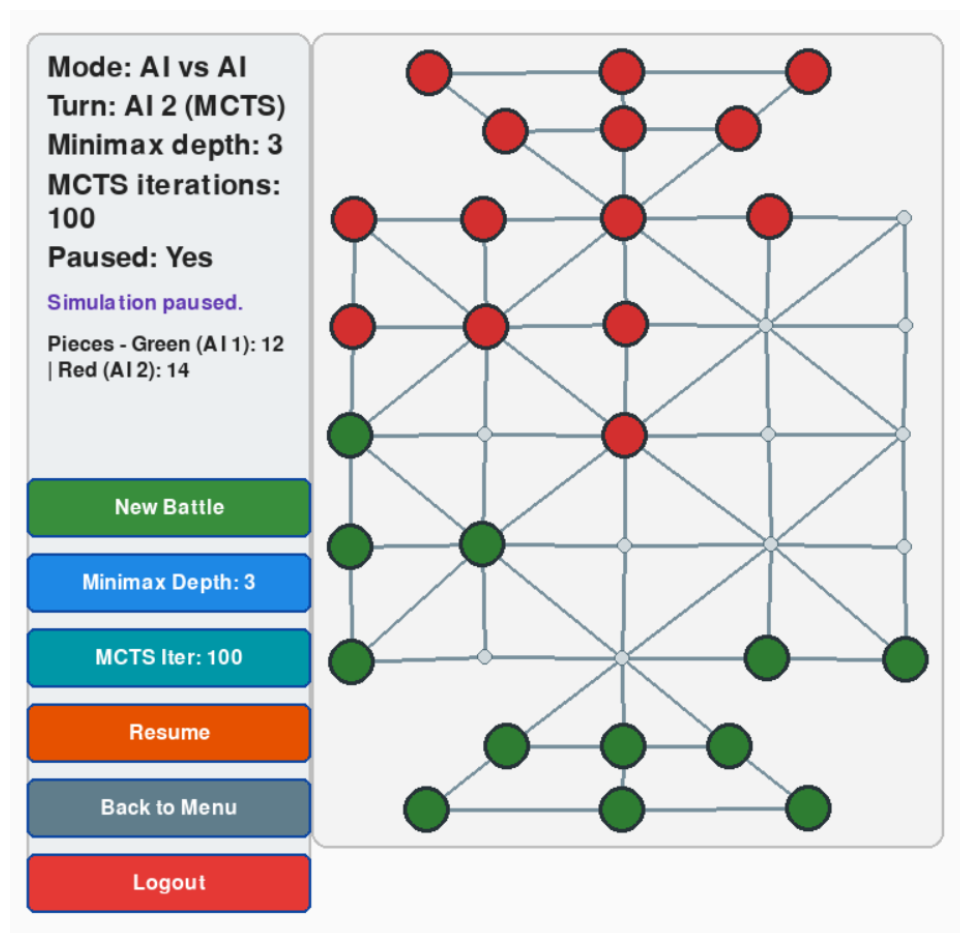 Mode: AI vs AI
Turn: AI 2 (MCTS)
Minimax depth: 3
MCTS iterations:
100
Paused: Yes
Simulation paused.
Pieces - Green (AI 1): 12
| Red (AI 2): 14
New Battle
Minimax Depth: 3
MCTS Iter: 100
Resume
Back to Menu
Logout